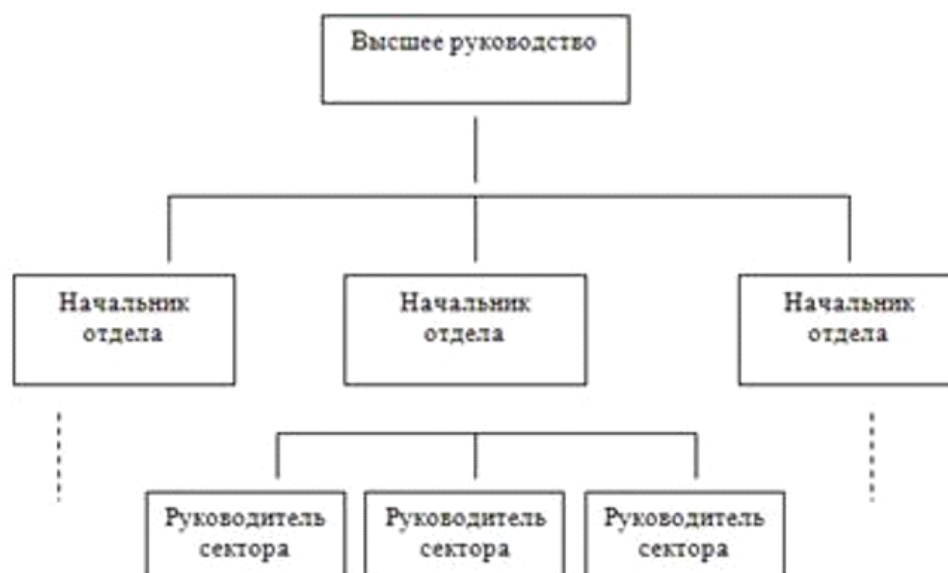 Высшее руководство
Начальник
отдела
Начальник
отдела
Начальник
отдела
Руководитель
сектора
Руководитель
сектора
Руководитель
сектора